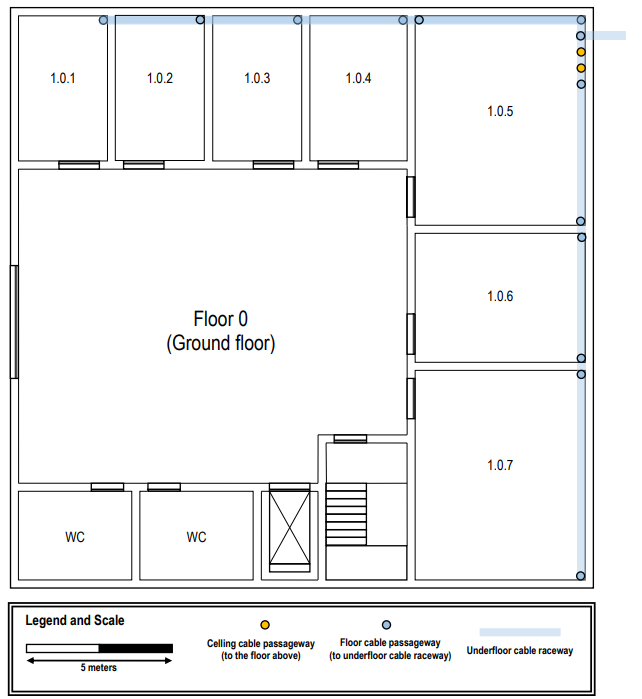 1.0.1
1.0.2
1.0.3
1.0.4
1.0.5
1.0.6
Floor 0
(Ground floor)
1.0.7
WC
WC
Legend and Scale
5 meters
Celling cable passageway
(to the floor above)
Floor cable passageway
(to underfloor cable raceway)
Underfloor cable raceway